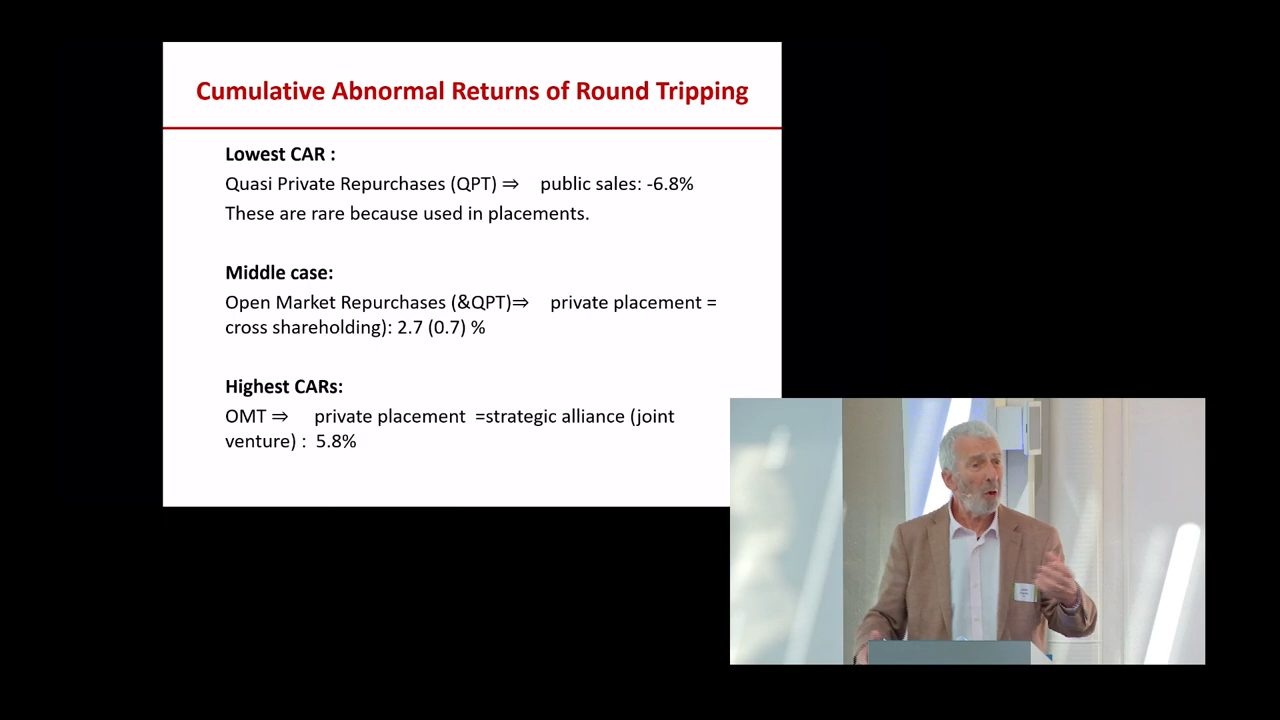 Cumulative Abnormal Returns of Round Tripping
Lowest CAR :
Quasi Private Repurchases (QPT) ⇒ public sales: -6.8%
These are rare because used in placements.
Middle case:
Open Market Repurchases (&QPT)⇒ private placement =
cross shareholding): 2.7 (0.7) %
Highest CARs:
OMT ⇒ private placement =strategic alliance (joint
venture) : 5.8%